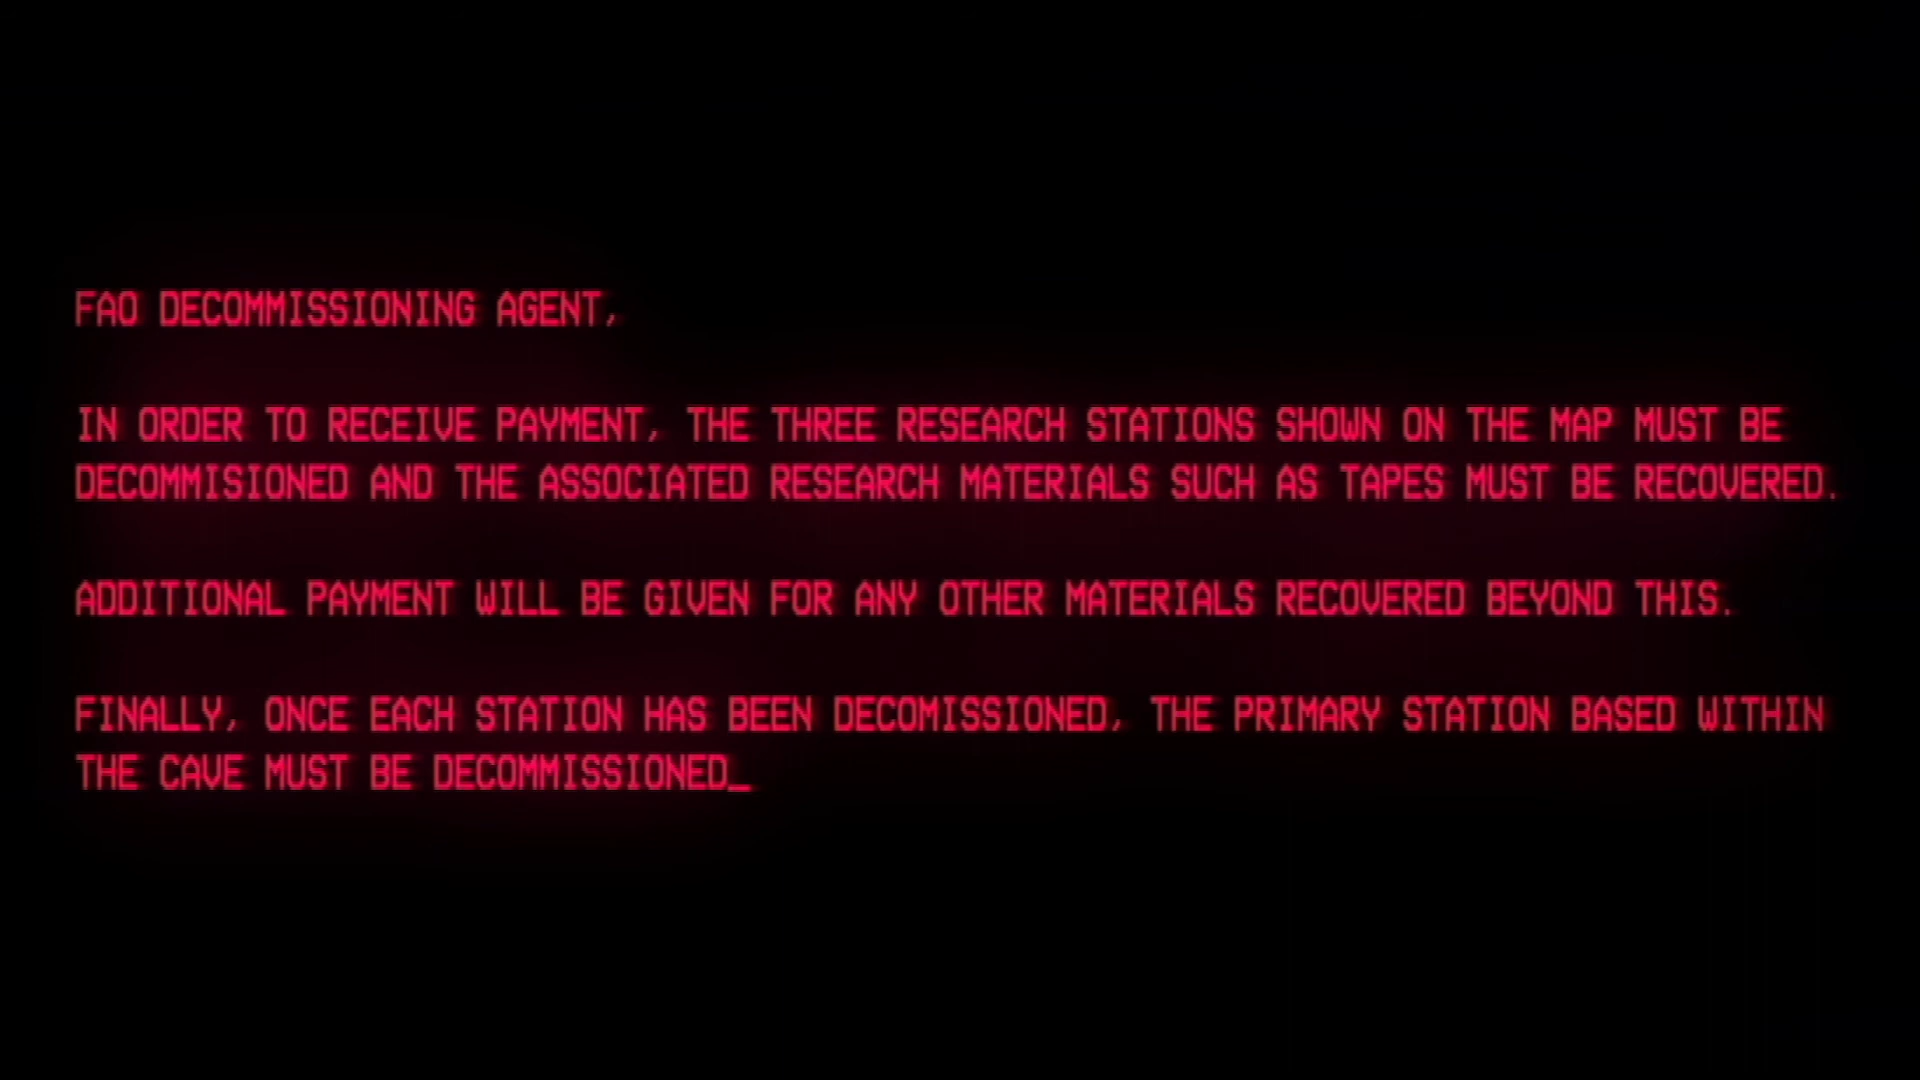 FAO DECOMMISSIONING AGENT,
IN ORDER TO RECEIVE PAYMENT, THE THREE RESEARCH STATIONS SHOWN ON THE MAP MUST BE
DECOMMISIONED AND THE ASSOCIATED RESEARCH MATERIALS SUCH AS TAPES MUST BE RECOVERED.
ADDITIONAL PAYMENT WILL BE GIVEN FOR ANY OTHER MATERIALS RECOVERED BEYOND THIS.
FINALLY, ONCE EACH STATION HAS BEEN DECOMISSIONED, THE PRIMARY STATION BASED WITHIN
THE CAVE MUST BE DECOMMISSIONED_